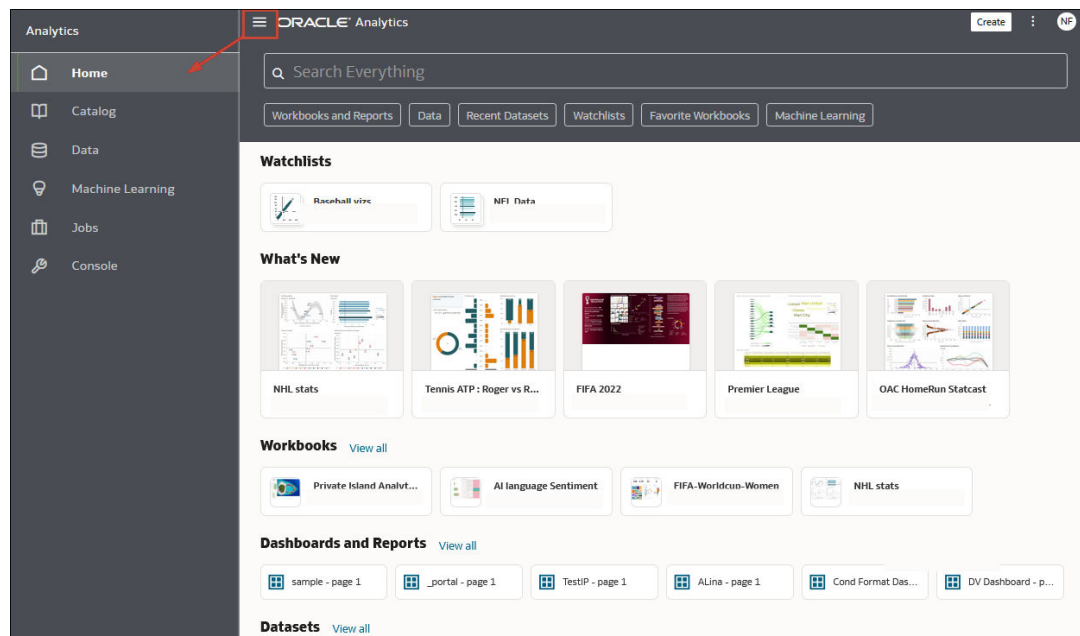 Analytics
ORACLE' Analytics
Create
NF
Home
Search Everything
Catalog
Workbooks and Reports
Data
Recent Datasets
Watchlists
Favorite Workbooks
Machine Learning
Data
Machine Learning
Jobs
Console
Watchlists
Baseball vizs
NFL Data
What's New
NHL stats
Tennis ATP : Roger vs R...
FIFA 2022
Premier League
OAC HomeRun Statcast
Workbooks View all
Private Island Analyt...
AI language Sentiment
FIFA-Worldcup-Women
NHL stats
Dashboards and Reports View all
sample - page 1
_portal - page 1
TestIP - page 1
ALina - page 1
Cond Format Das...
DV Dashboard - p...
Datasets View all